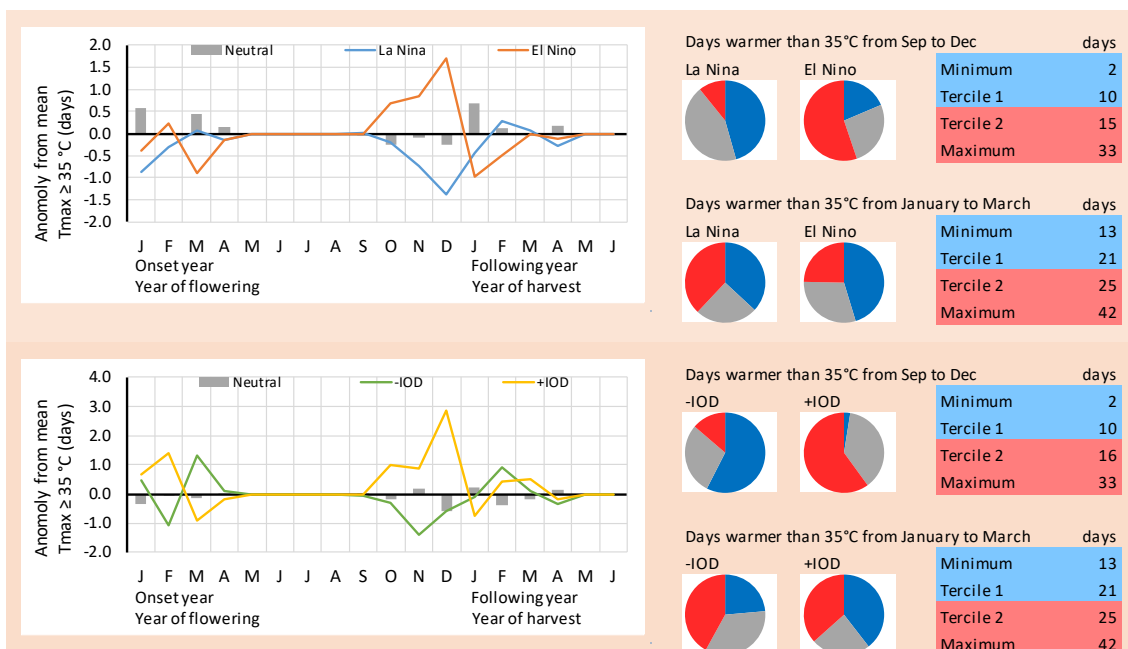 2.0
1.5
1.0
0.5
0.0
-0.5
-1.0
-1.5
-2.0
Anomoly from mean
Tmax ≥ 35 °C (days)
Neutral La Nina El Nino
J F M A M J J A S O N D J F M A M J
Onset year Following year
Year of flowering Year of harvest
Days warmer than 35°C from Sep to Dec days
La Nina El Nino
Minimum 2
Tercile 1 10
Tercile 2 15
Maximum 33
Days warmer than 35°C from January to March days
La Nina El Nino
Minimum 13
Tercile 1 21
Tercile 2 25
Maximum 42
4.0
3.0
2.0
1.0
0.0
-1.0
-2.0
Anomoly from mean
Tmax ≥ 35 °C (days)
Neutral -IOD +IOD
J F M A M J J A S O N D J F M A M J
Onset year Following year
Year of flowering Year of harvest
Days warmer than 35°C from Sep to Dec days
-IOD +IOD
Minimum 2
Tercile 1 10
Tercile 2 16
Maximum 33
Days warmer than 35°C from January to March days
-IOD +IOD
Minimum 13
Tercile 1 21
Tercile 2 25
Maximum 42